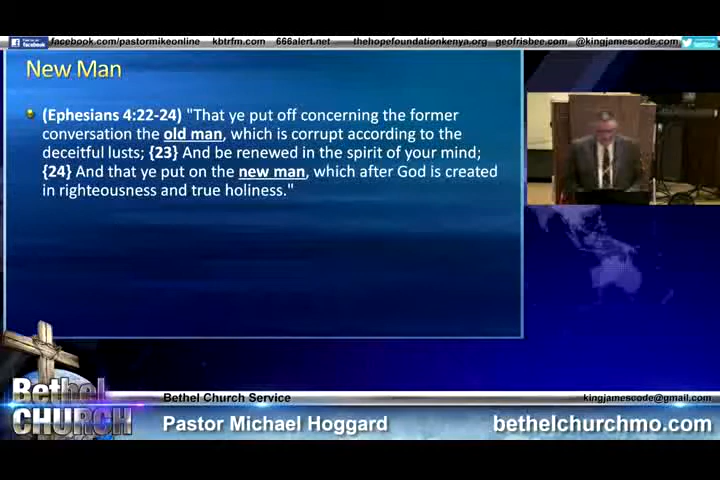 facebook.com/pastormikeonline kbtrfm.com 666alert.net thehopefoundationkenya.org geofrisbee.com @kingjamescode.com
New Man
(Ephesians 4:22-24) "That ye put off concerning the former
conversation the old man, which is corrupt according to the
deceitful lusts; {23} And be renewed in the spirit of your mind;
{24} And that ye put on the new man, which after God is created
in righteousness and true holiness."
Bethel
CHURCH
Bethel Church Service kingjamescode@gmail.com
Pastor Michael Hoggard bethelchurchmo.com